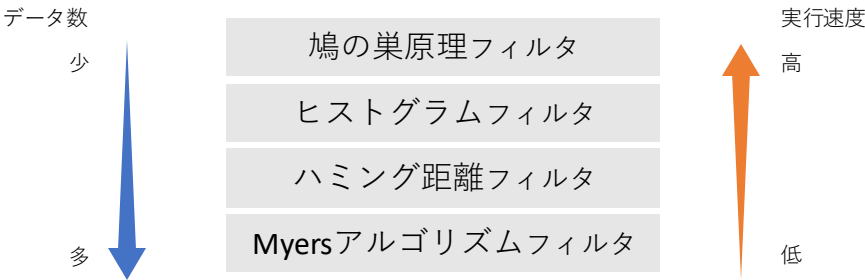 データ数
実行速度
少
鳩の巣原理フィルタ
高
ヒストグラムフィルタ
ハミング距離フィルタ
多
Myersアルゴリズムフィルタ
低